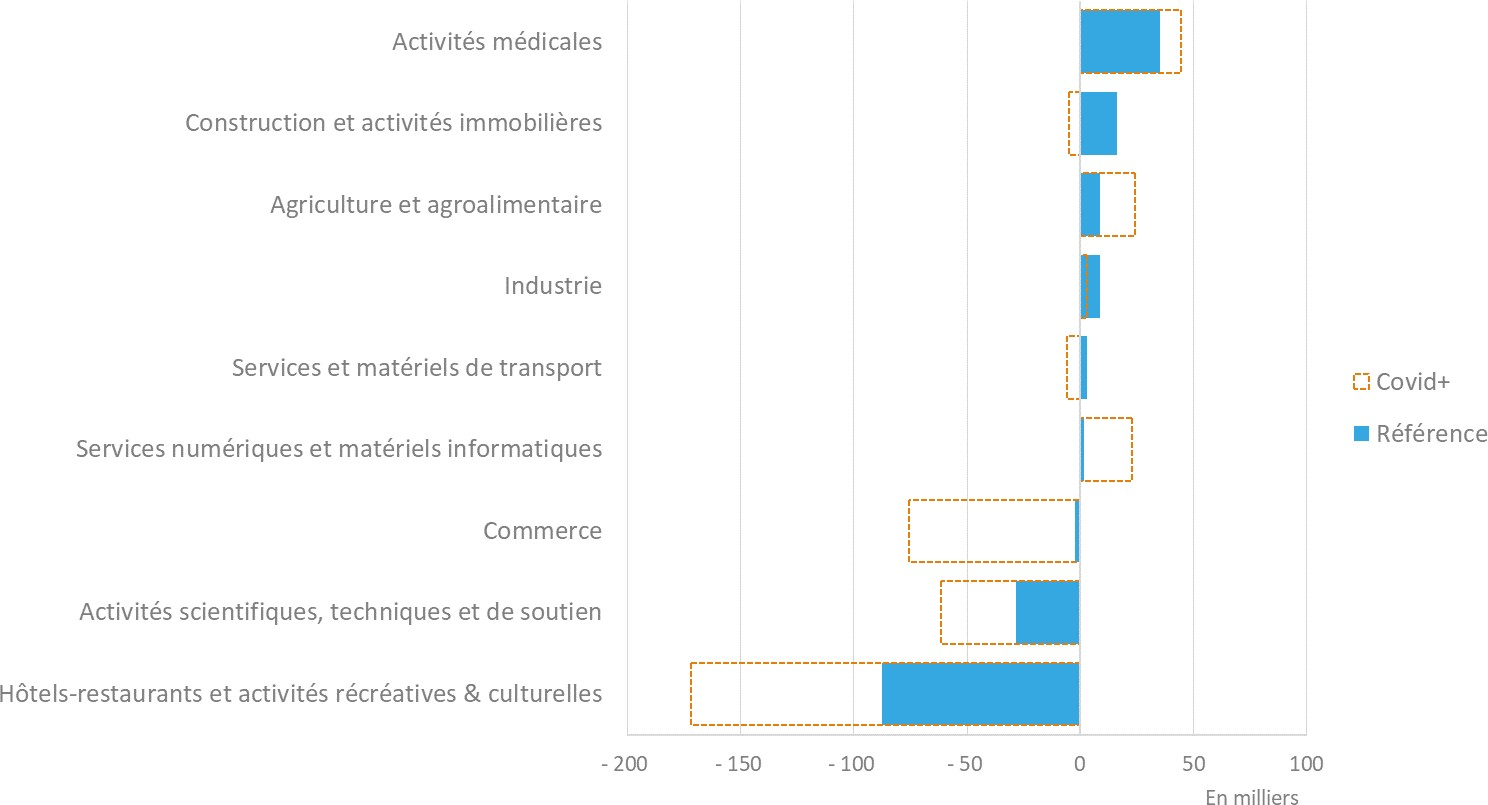 Activités médicales
Construction et activités immobilières
Agriculture et agroalimentaire
Industrie
Services et matériels de transport
Services numériques et matériels informatiques
Commerce
Activités scientifiques, techniques et de soutien
Hôtels-restaurants et activités récréatives & culturelles
Covid+
Référence
- 200 - 150 - 100 - 50 0 50 100
En milliers